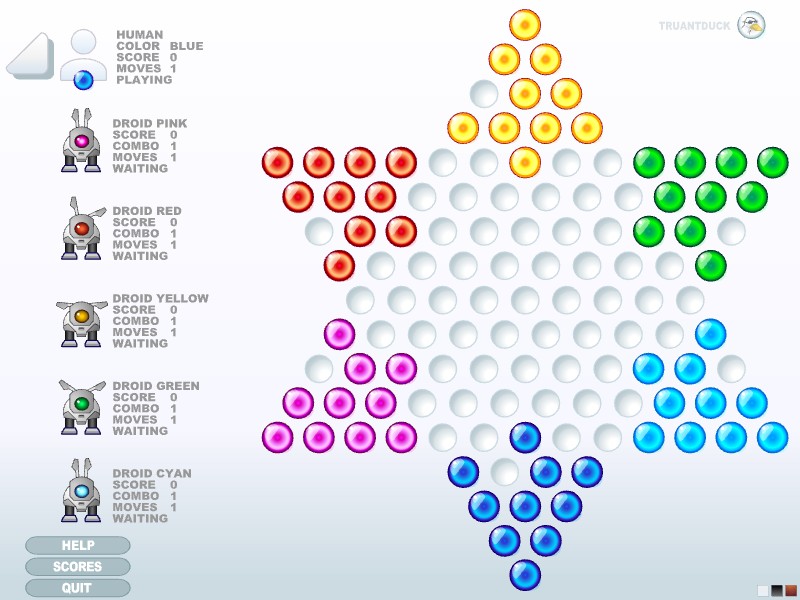 HUMAN
COLOR BLUE
SCORE 0
MOVES 1
PLAYING
TRUANTDUCK
DROID PINK
SCORE 0
COMBO 1
MOVES 1
WAITING
DROID RED
SCORE 0
COMBO 1
MOVES 1
WAITING
DROID YELLOW
SCORE 0
COMBO 1
MOVES 1
WAITING
DROID GREEN
SCORE 0
COMBO 1
MOVES 1
WAITING
DROID CYAN
SCORE 0
COMBO 1
MOVES 1
WAITING
HELP
SCORES
QUIT